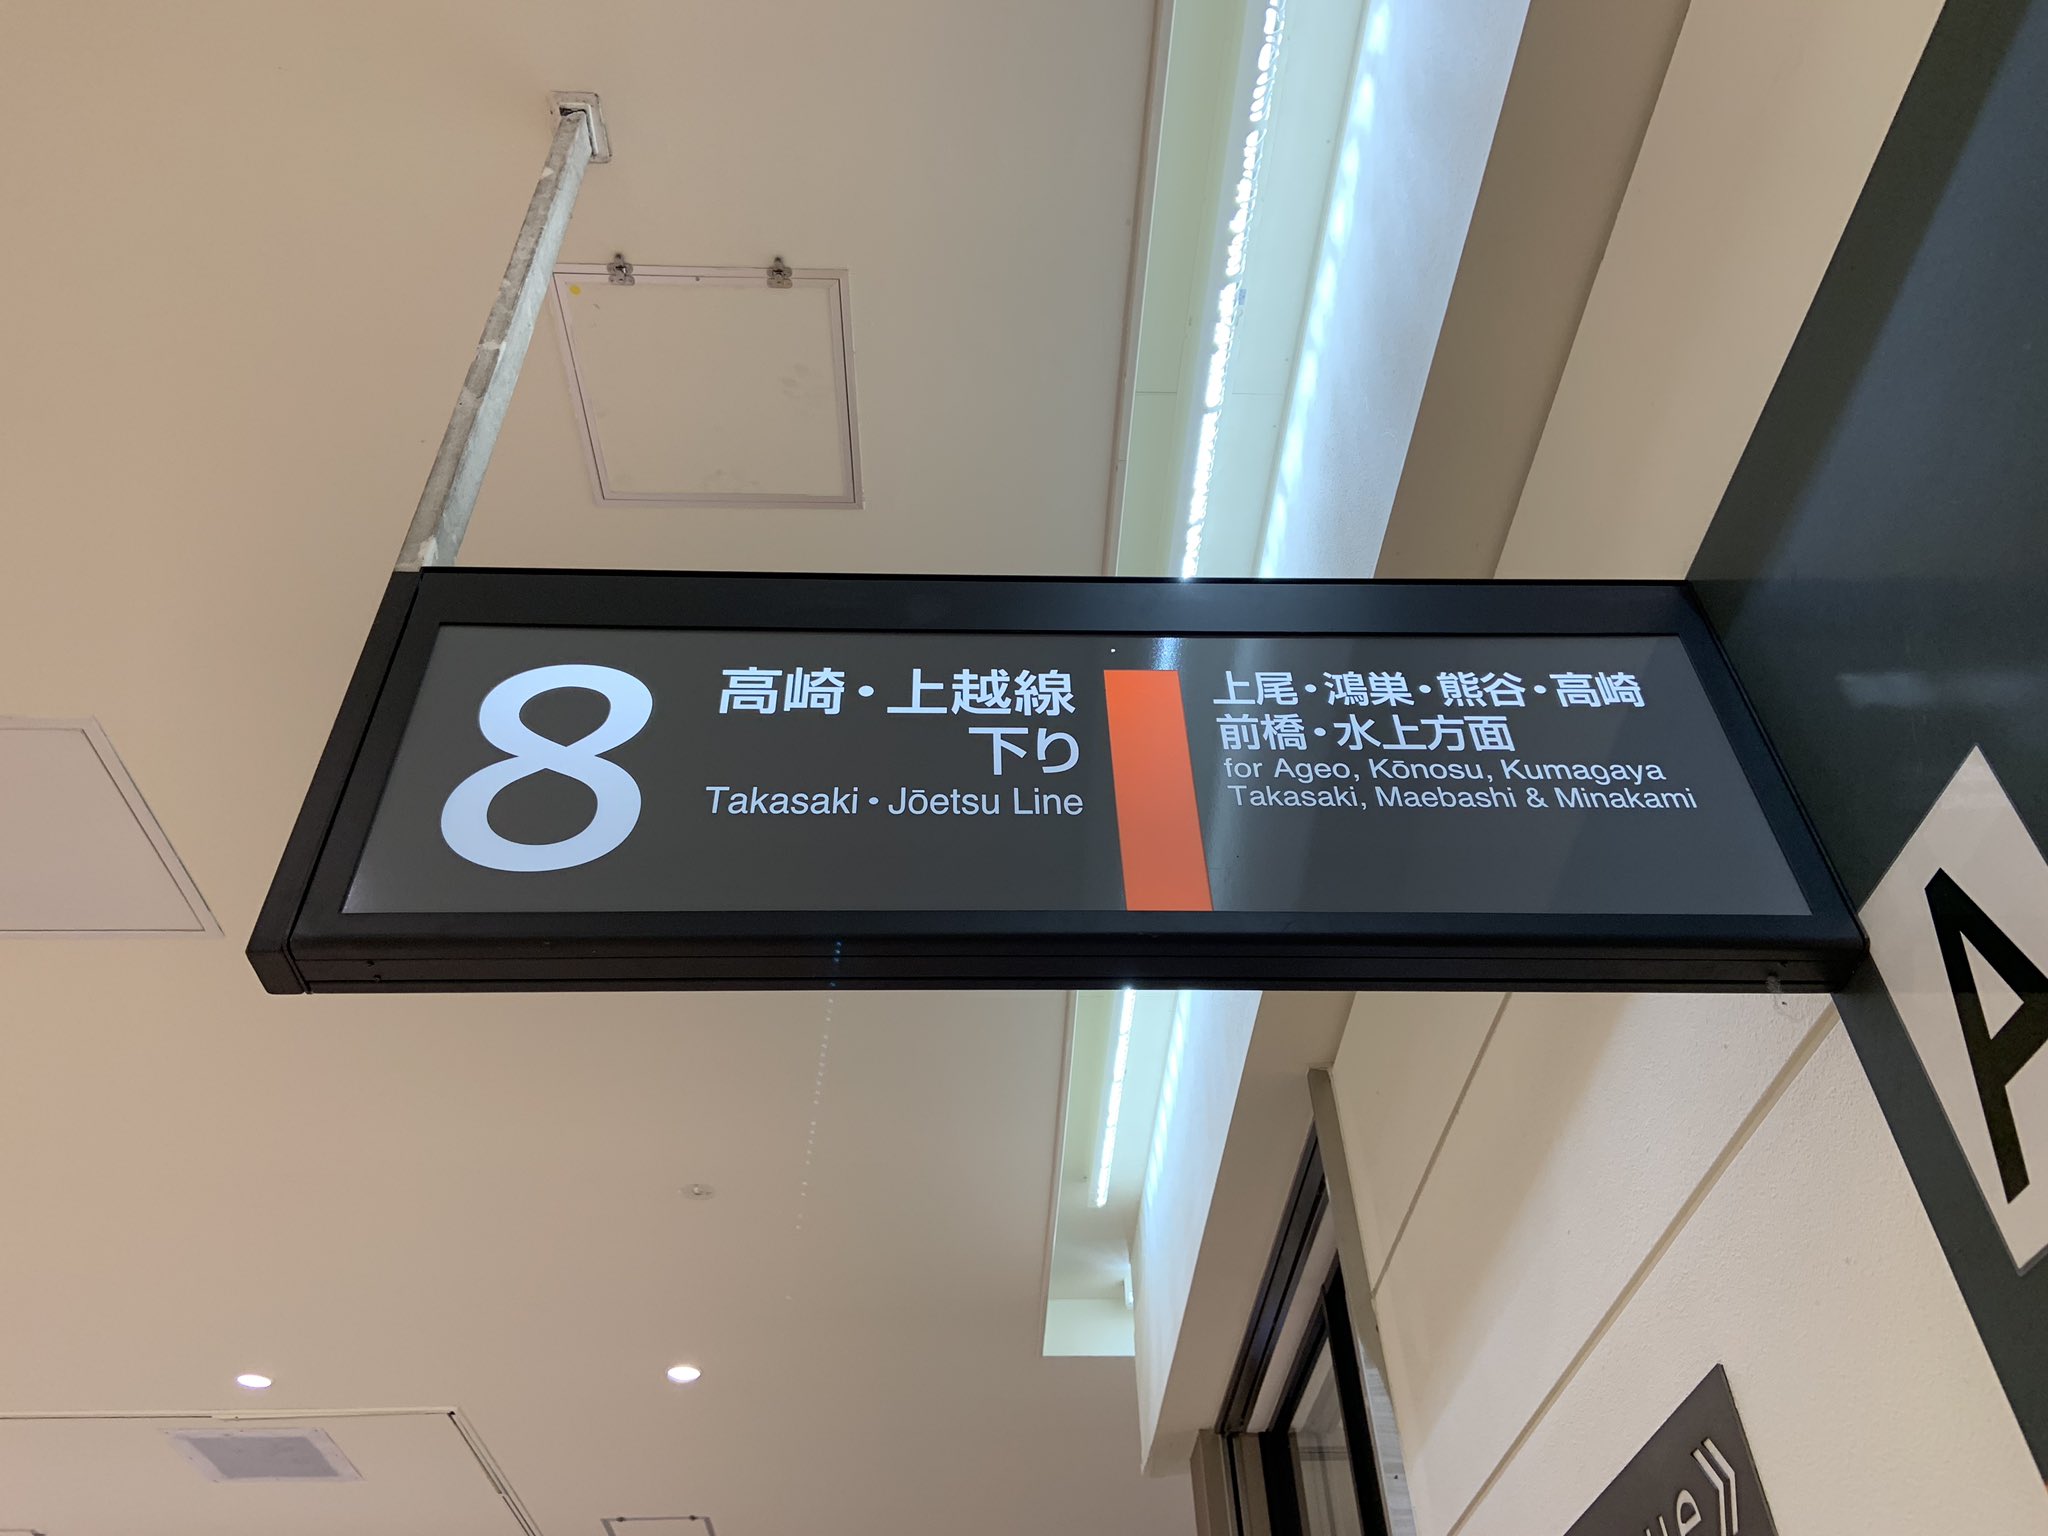 8
高崎・上越線
下り
Takasaki・Jōetsu Line
上尾・鴻巣・熊谷・高崎
前橋・水上方面
for Ageo, Kōnosu, Kumagaya
Takasaki, Maebashi & Minakami
A